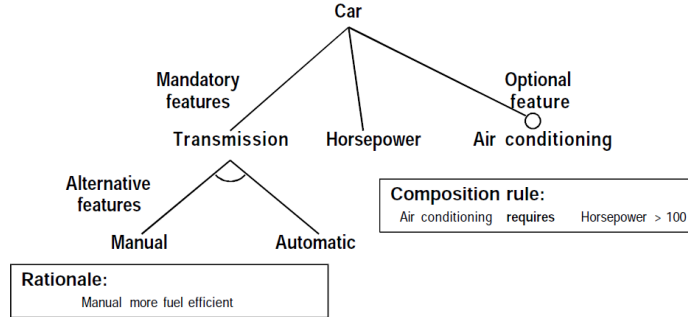 Car
Mandatory
features
Optional
feature
Transmission
Horsepower
Air conditioning
Alternative
features
Manual
Automatic
Composition rule:
Air conditioning requires Horsepower > 100
Rationale:
Manual more fuel efficient